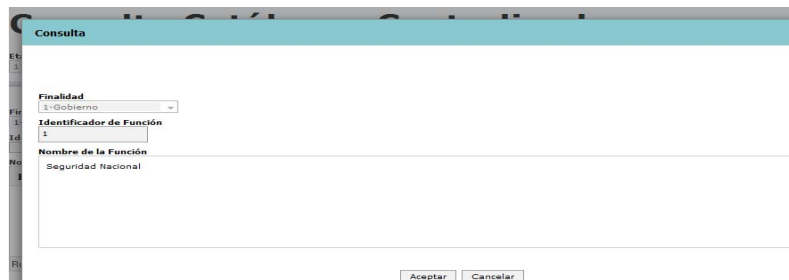 Consulta
Finalidad
1-Gobierno
Identificador de Función
1
Nombre de la Función
Seguridad Nacional
Aceptar Cancelar